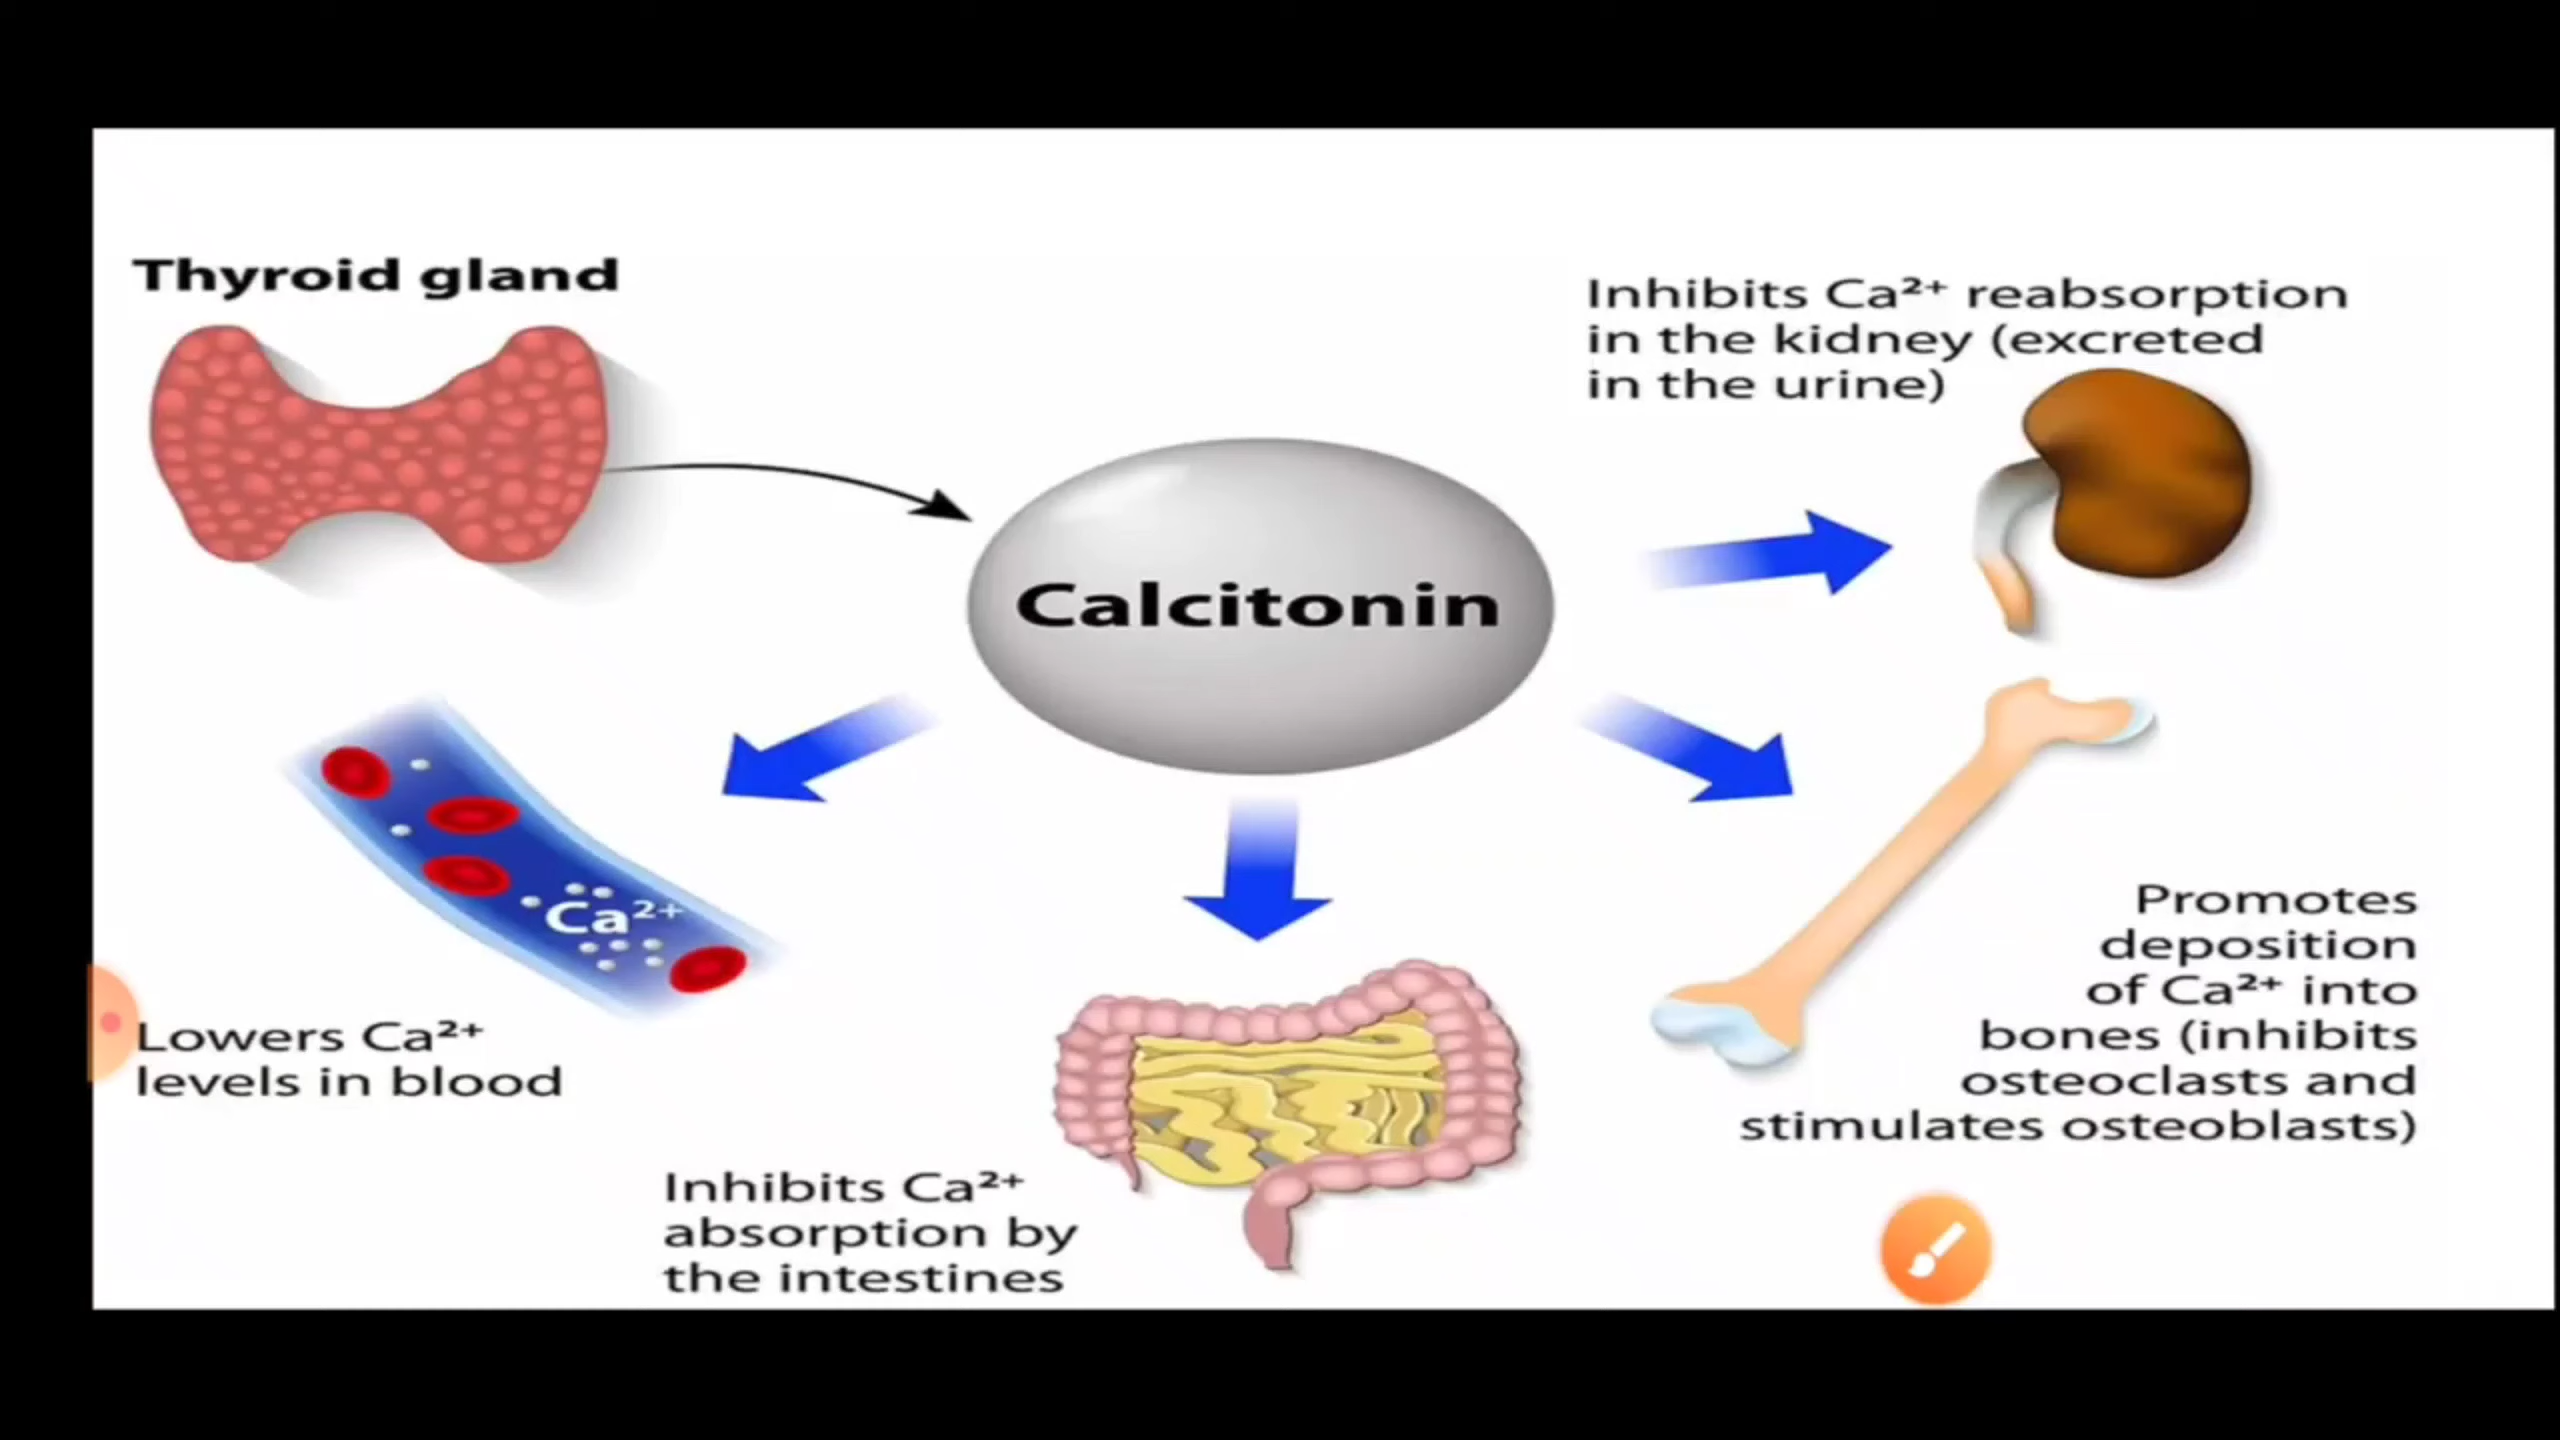 Thyroid gland
Inhibits Ca²⁺ reabsorption
in the kidney (excreted
in the urine)
Calcitonin
Ca²⁺
Lowers Ca²⁺
levels in blood
Promotes
deposition
of Ca²⁺ into
bones (inhibits
osteoclasts and
stimulates osteoblasts)
Inhibits Ca²⁺
absorption by
the intestines